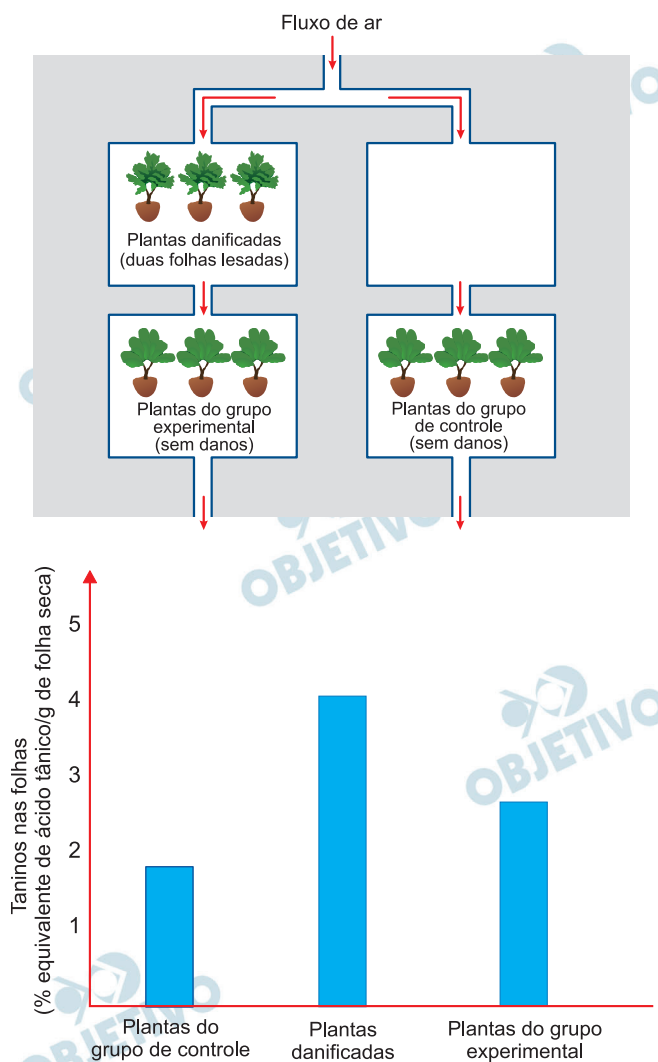 Fluxo de ar
Plantas danificadas
(duas folhas lesadas)
Plantas do grupo
experimental
(sem danos)
Plantas do grupo
de controle
(sem danos)
OBJETIVO
Taninos nas folhas
(% equivalente de ácido tânico/g de folha seca)
5
4
3
2
1
OBJETIVO
OBJETIVO
Plantas do
grupo de controle
Plantas
danificadas
Plantas do grupo
experimental